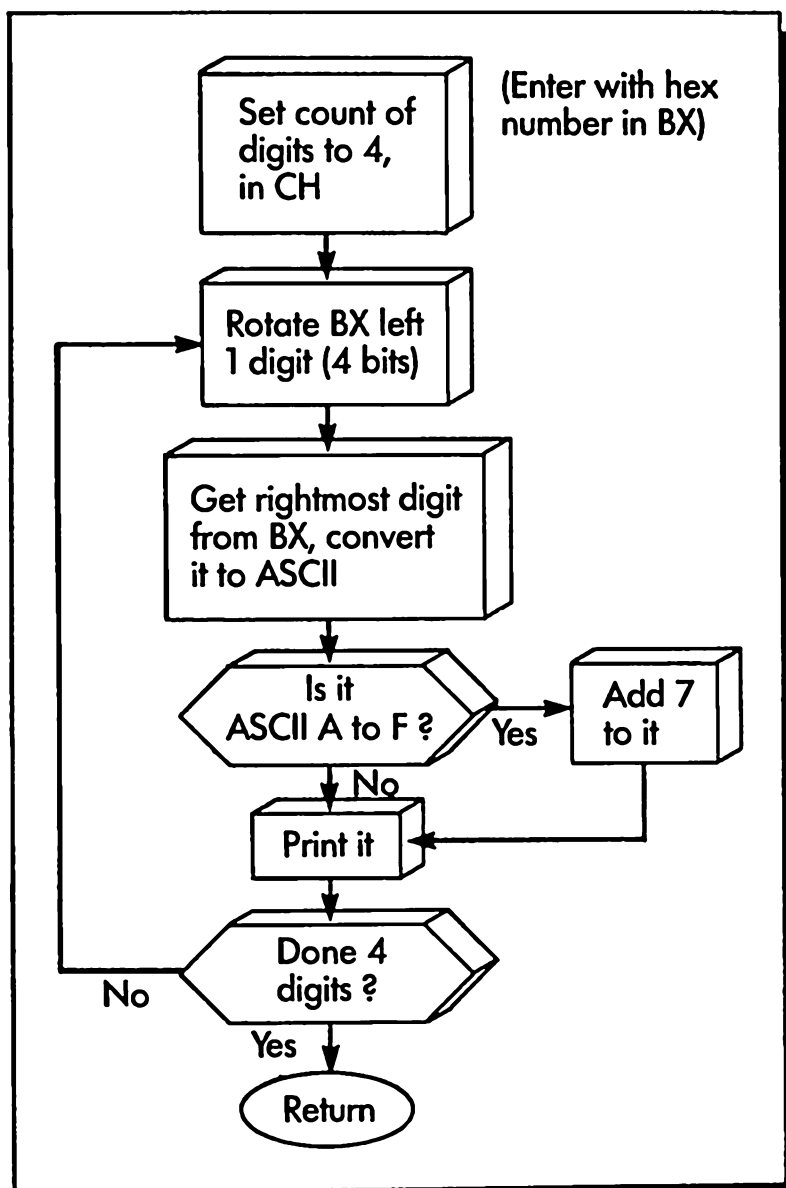 Set count of
digits to 4,
in CH
(Enter with hex
number in BX)
Rotate BX left
1 digit (4 bits)
Get rightmost digit
from BX, convert
it to ASCII
Is it
ASCII A to F ?
Yes
Add 7
to it
No
Print it
Done 4
digits ?
No
Yes
Return